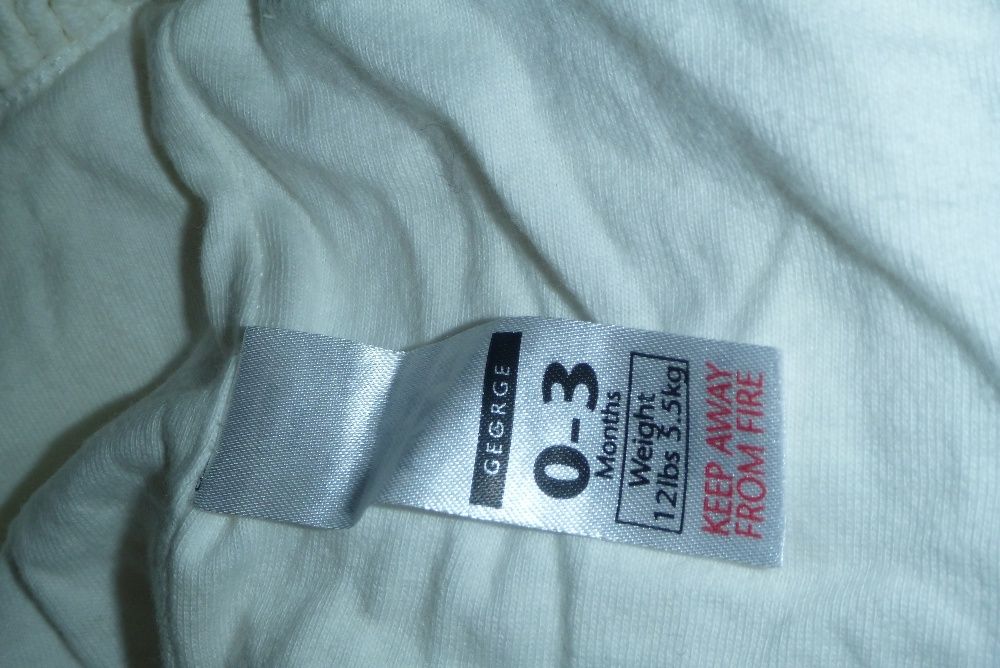 GEORGE
0-3
Months
Weight
12lbs 5.5kg
KEEP AWAY
FROM FIRE